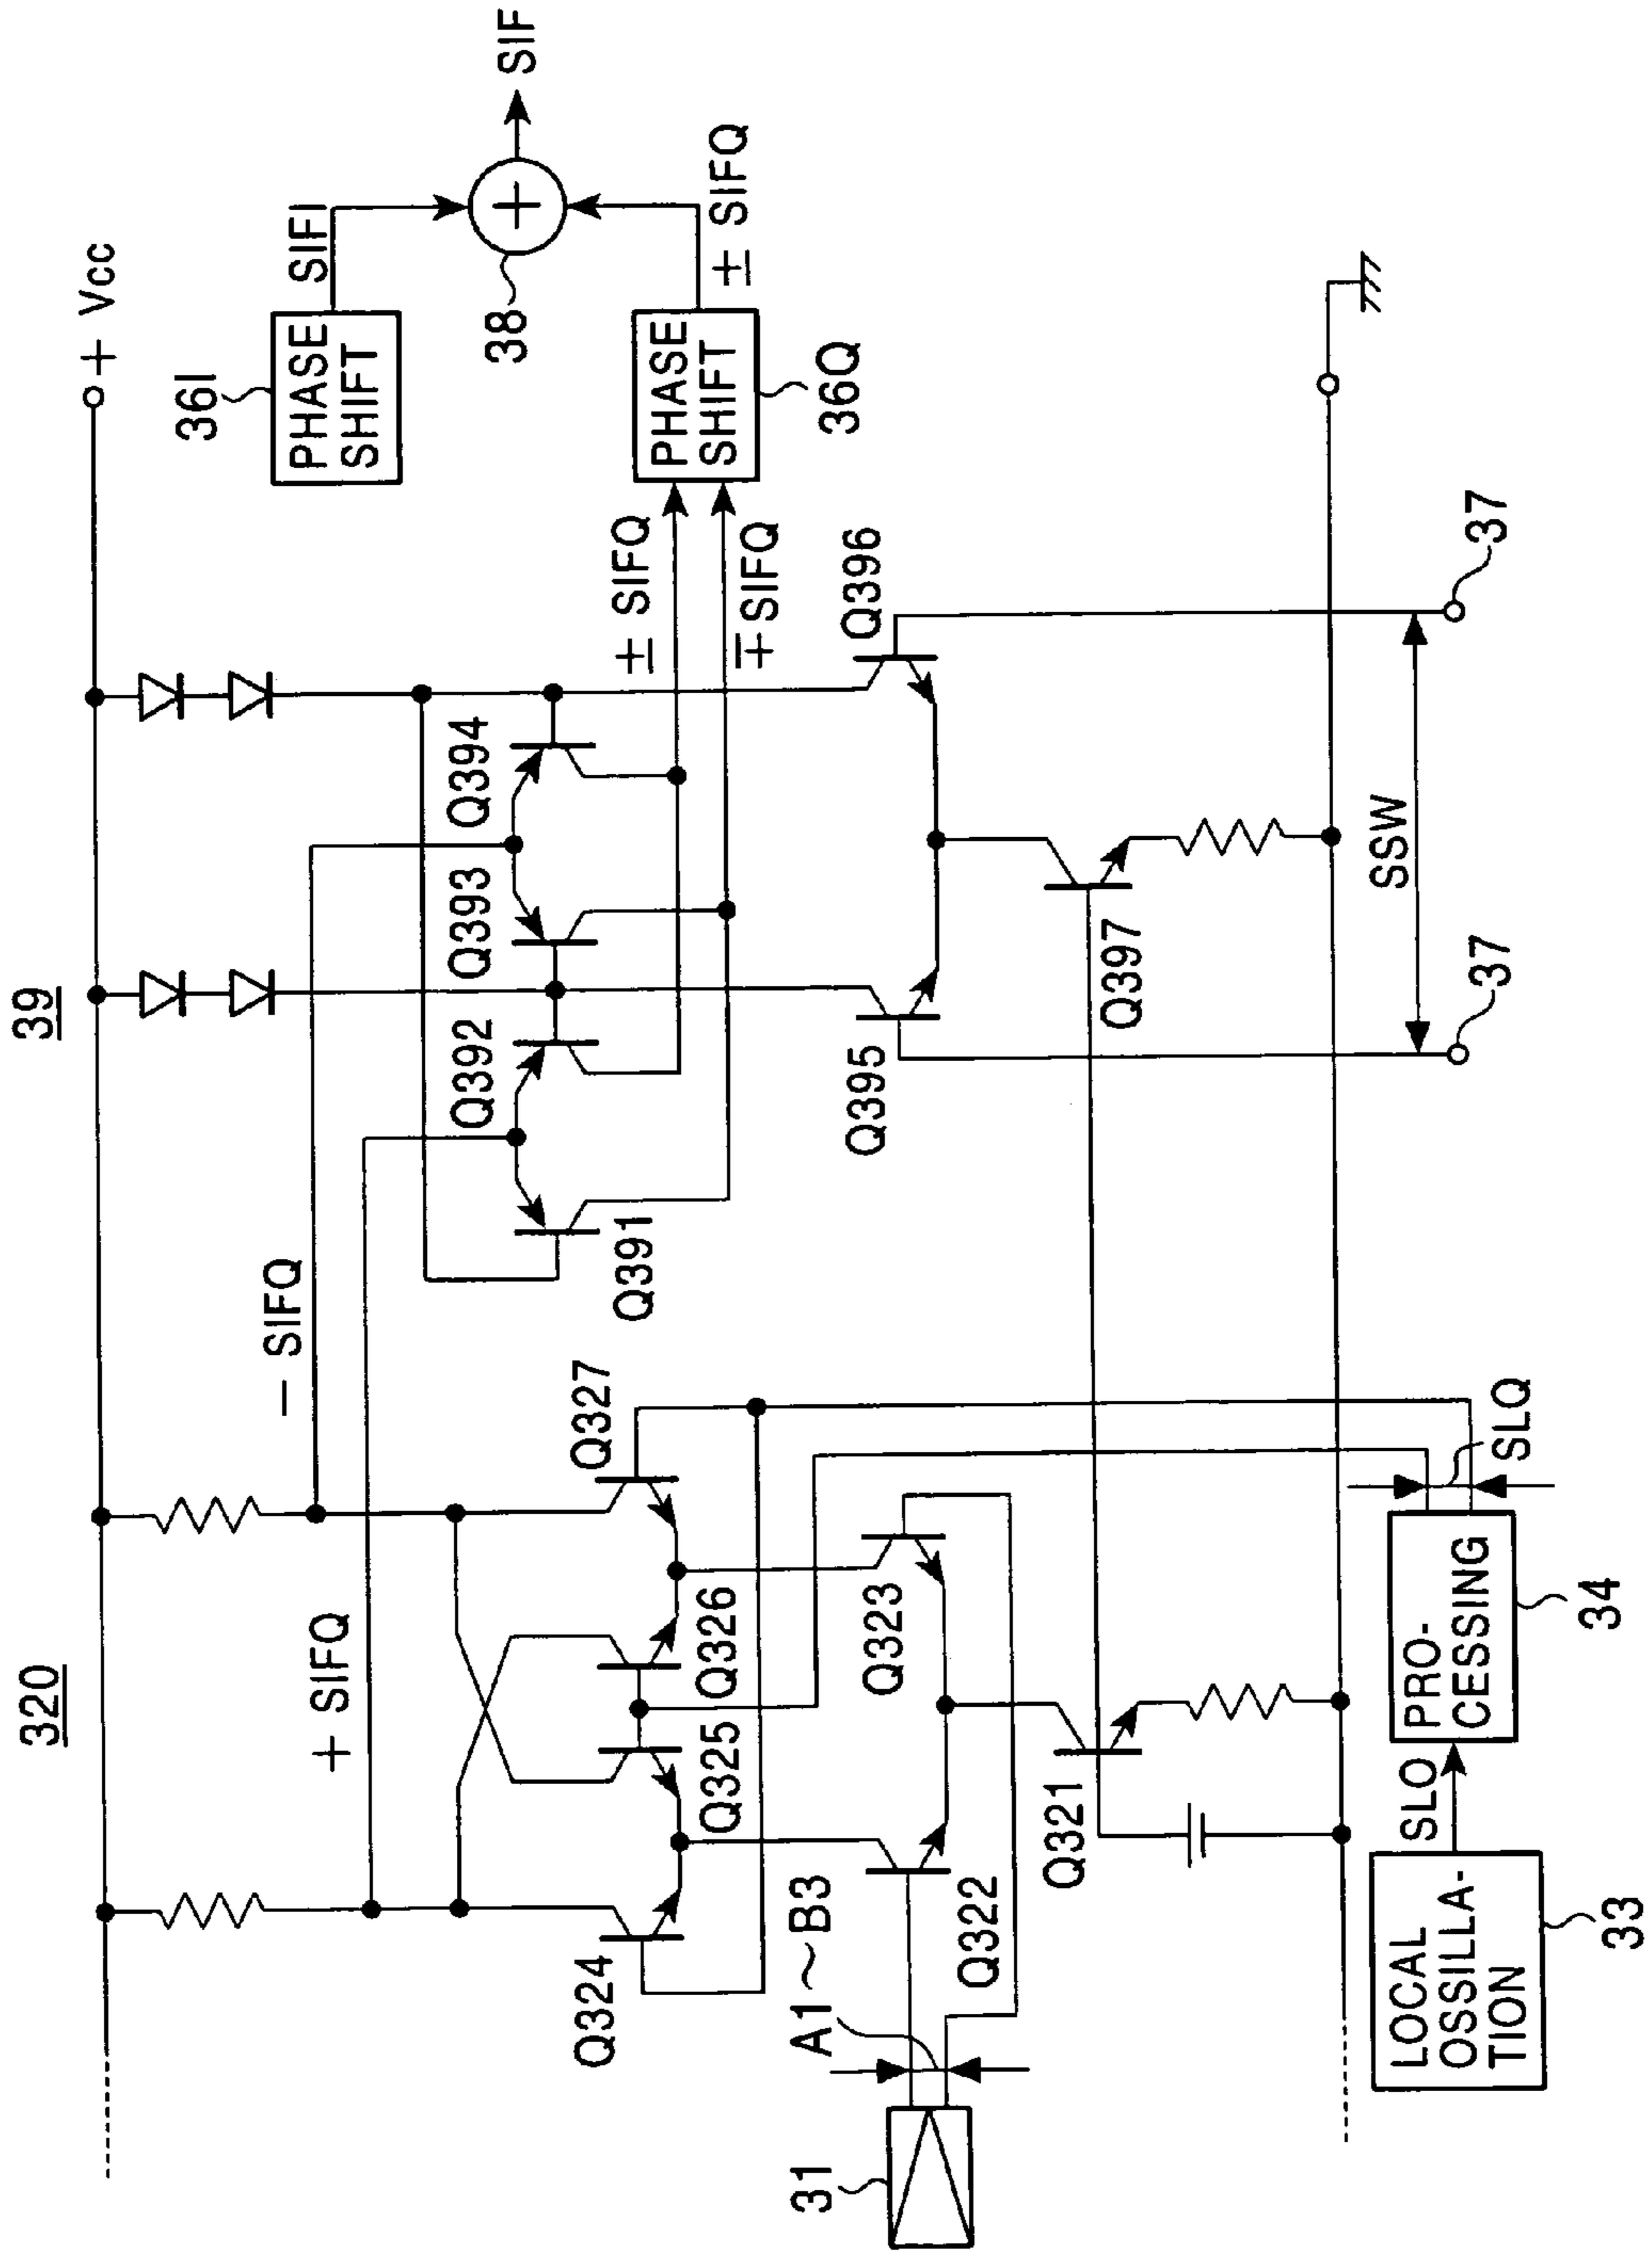 320
39
+ Vcc
36I
PHASE
SHIFT
SIFI
38
SIF
− SIFQ
+ SIFQ
Q391
Q392
Q393
Q394
± SIFQ
∓ SIFQ
PHASE
SHIFT
36Q
± SIFQ
Q324
Q325
Q326
Q327
31
A1 ~ B3
Q322
Q323
Q395
Q396
Q321
Q397
SSW
37
37
LOCAL
OSSILLA-
TION
33
SLO
PRO-
CESSING
34
SLQ